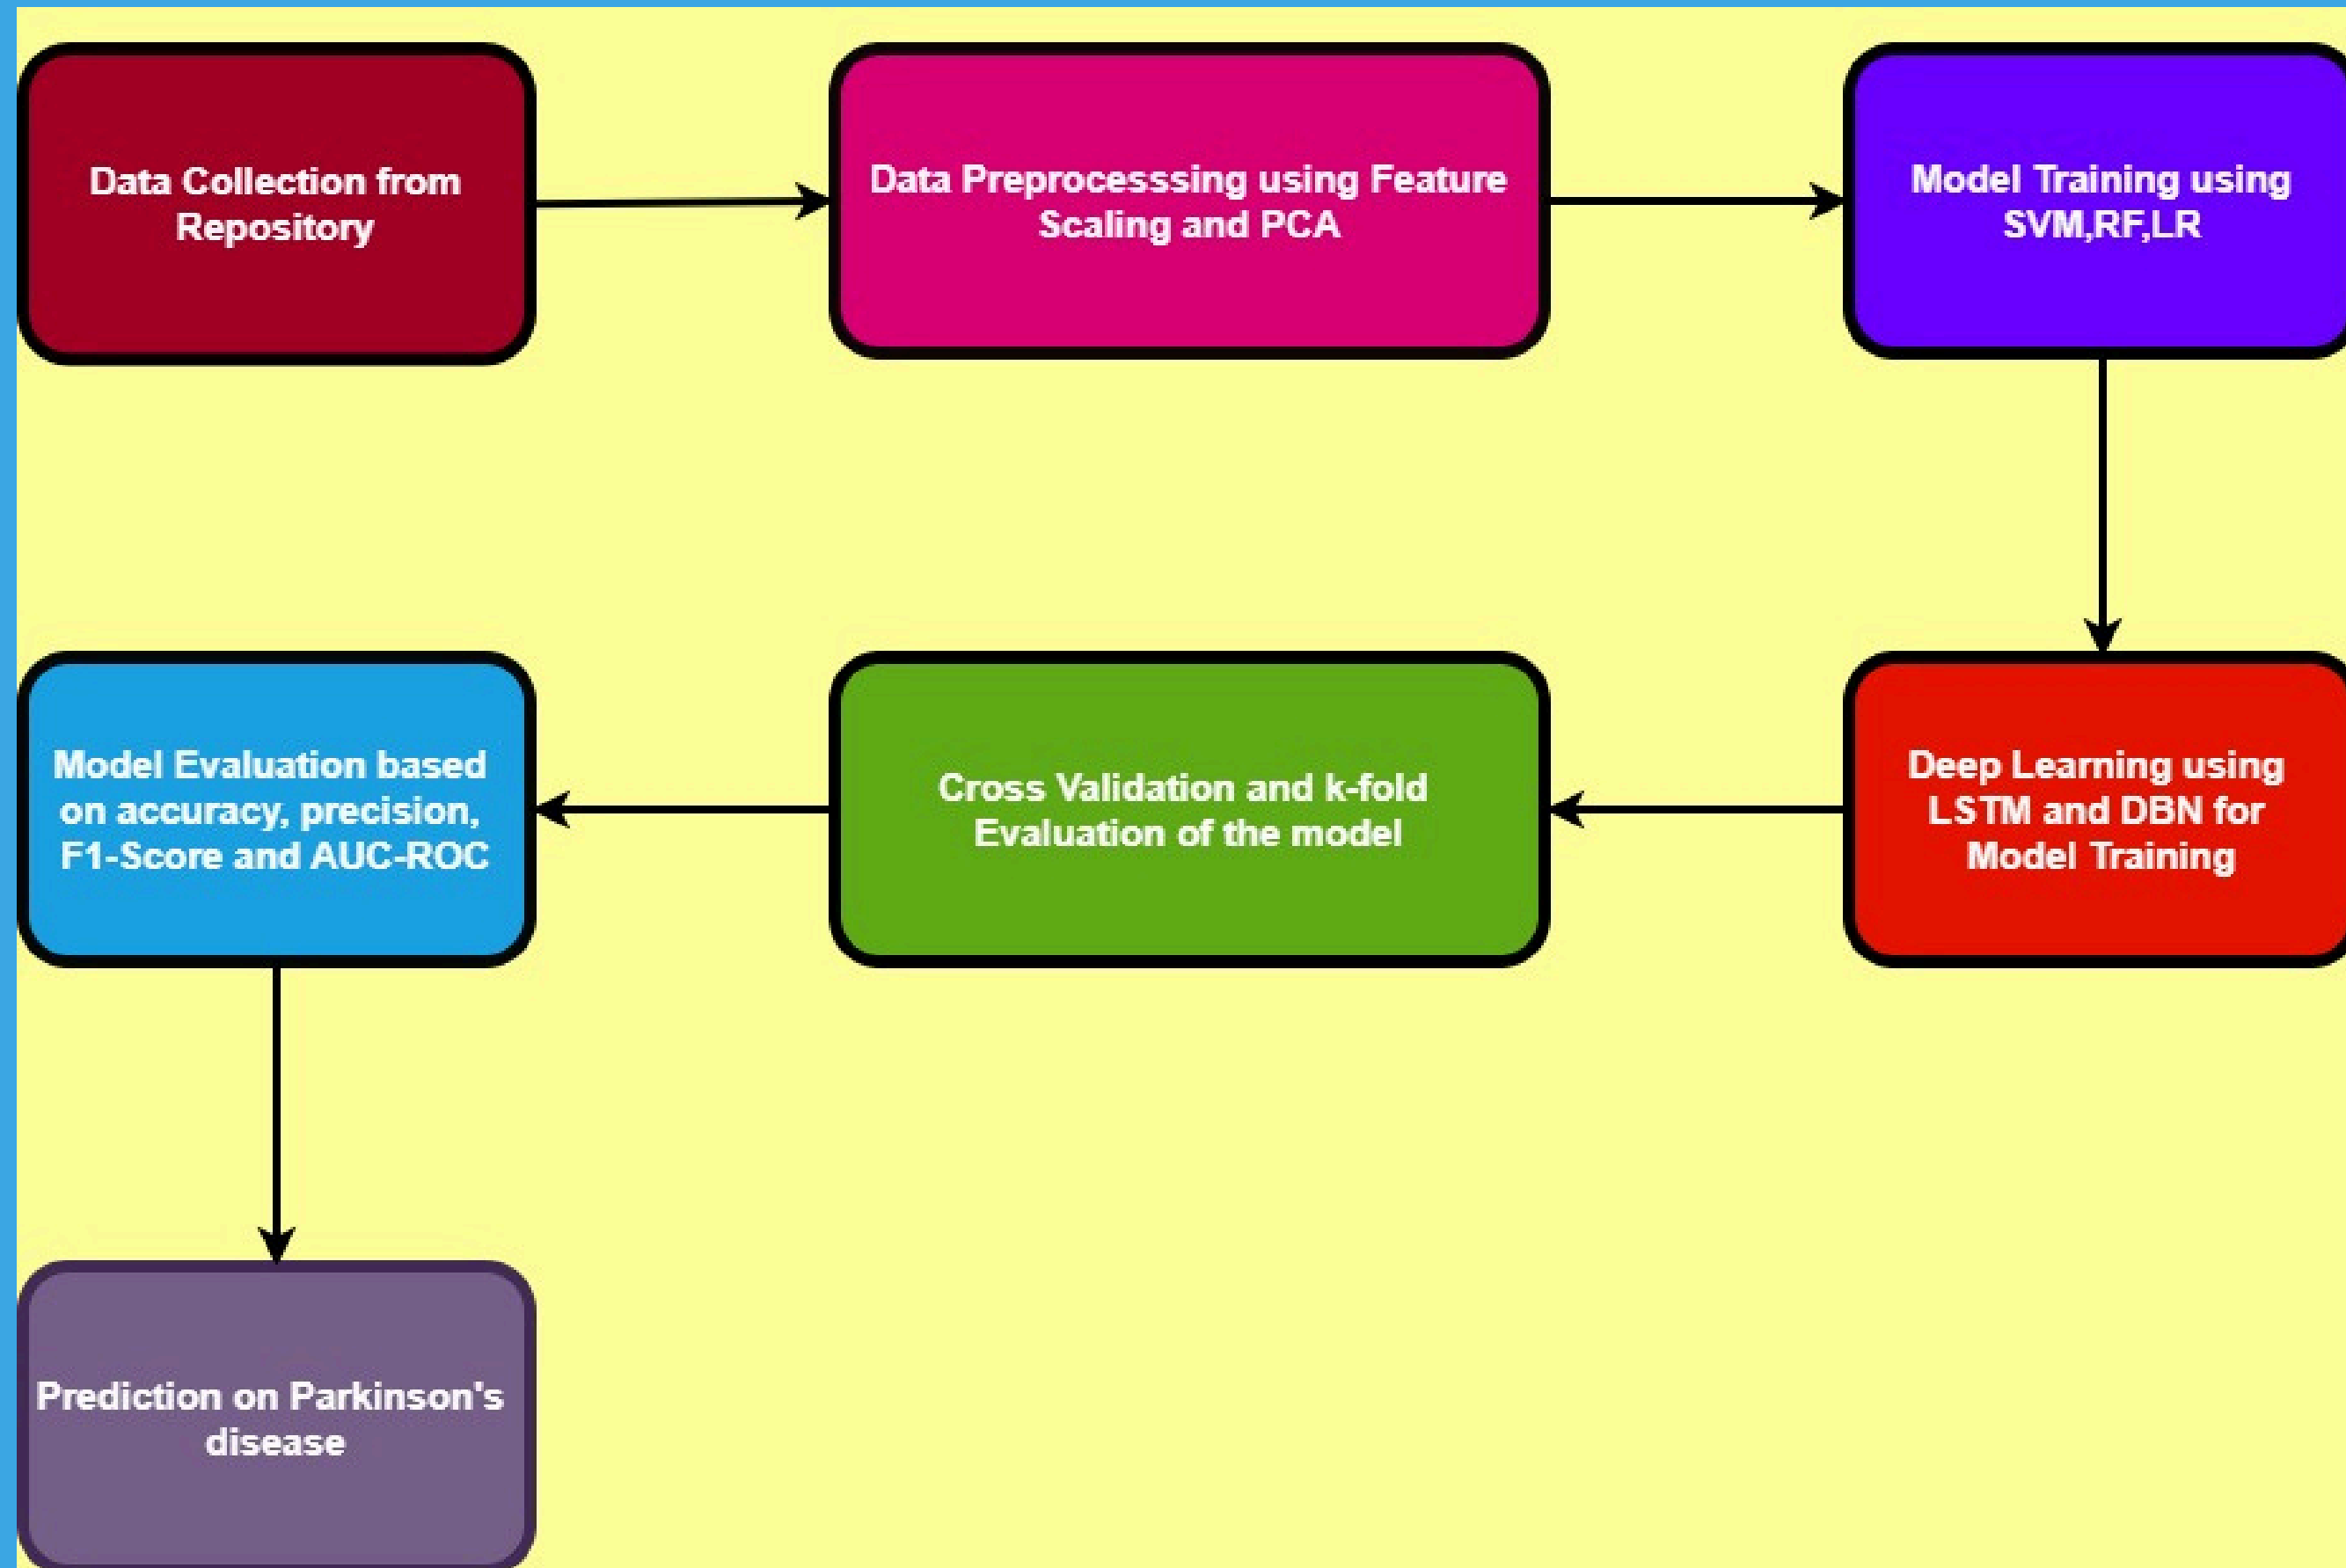 Data Collection from
Repository
Data Preprocesssing using Feature
Scaling and PCA
Model Training using
SVM,RF,LR
Deep Learning using
LSTM and DBN for
Model Training
Cross Validation and k-fold
Evaluation of the model
Model Evaluation based
on accuracy, precision,
F1-Score and AUC-ROC
Prediction on Parkinson's
disease